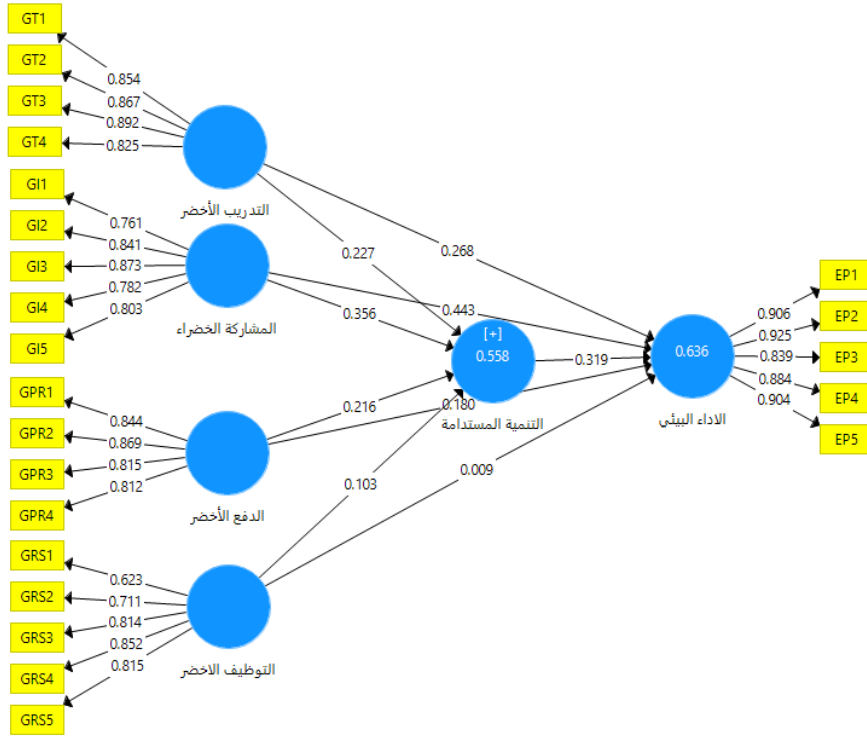 GT1
GT2
GT3
GT4
0.854
0.867
0.892
0.825
التدريب الأخضر
GI1
GI2
GI3
GI4
GI5
0.761
0.841
0.873
0.782
0.803
المشاركة الخضراء
GPR1
GPR2
GPR3
GPR4
0.844
0.869
0.815
0.812
الدفع الأخضر
GRS1
GRS2
GRS3
GRS4
GRS5
0.623
0.711
0.814
0.852
0.815
التوظيف الاخضر
0.268
0.227
0.443
0.356
0.216
0.180
0.103
0.009
[+]
0.558
التنمية المستدامة
0.319
0.636
الاداء البيئي
0.906
0.925
0.839
0.884
0.904
EP1
EP2
EP3
EP4
EP5